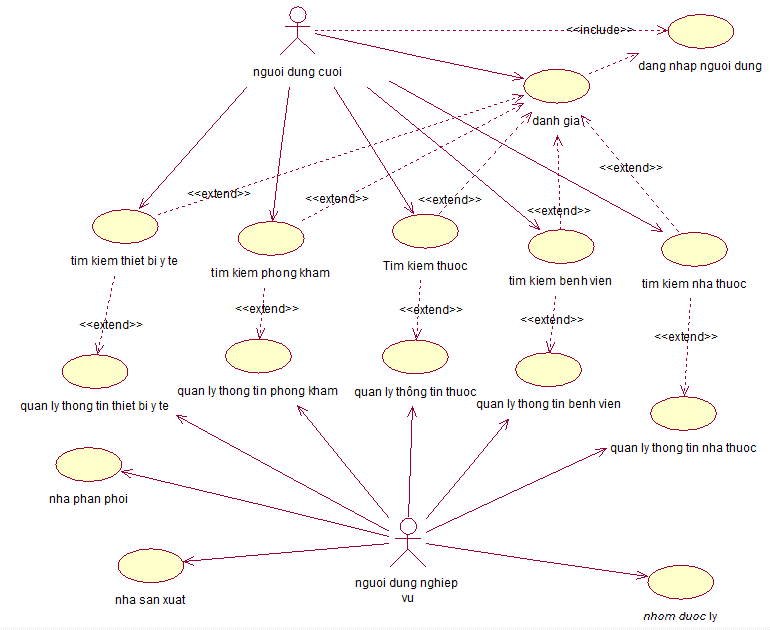 <<include>>
nguoi dung cuoi
dang nhap nguoi dung
danh gia
<<extend>>
<<extend>>
<<extend>>
<<extend>>
<<extend>>
tim kiem thiet bi y te
tim kiem phong kham
Tim kiem thuoc
tim kiem benh vien
tim kiem nha thuoc
<<extend>>
<<extend>>
<<extend>>
<<extend>>
<<extend>>
quan ly thong tin thiet bi y te
quan ly thong tin phong kham
quan ly thông tin thuoc
quan ly thong tin benh vien
quan ly thong tin nha thuoc
nha phan phoi
nguoi dung nghiep
vu
nha san xuat
nhom duoc ly